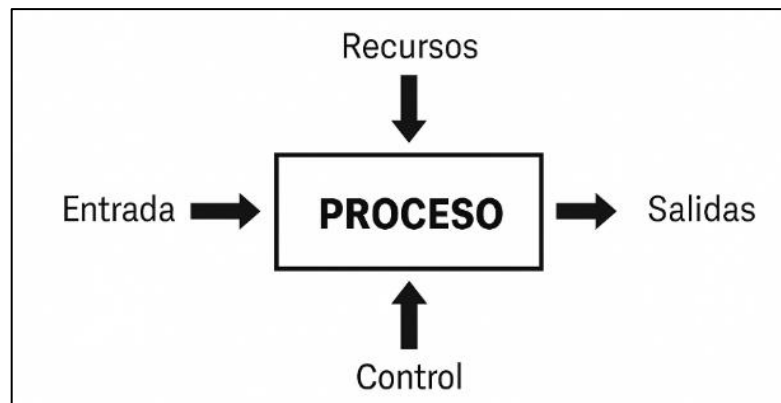 Recursos
Entrada
PROCESO
Salidas
Control